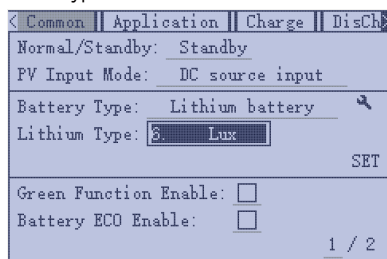 < Common || Application || Charge || DisCh
Normal/Standby: Standby
PV Input Mode: DC source input
Battery Type: Lithium battery
Lithium Type: 8. Lux
SET
Green Function Enable:
Battery ECO Enable:
1 / 2